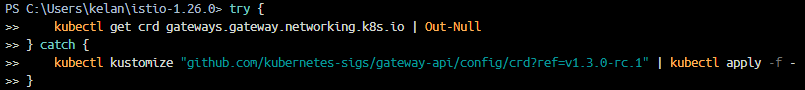 PS C:\Users\kelan\istio-1.26.0> try {
>>     kubectl get crd gateways.gateway.networking.k8s.io | Out-Null
>> } catch {
>>     kubectl kustomize "github.com/kubernetes-sigs/gateway-api/config/crd?ref=v1.3.0-rc.1" | kubectl apply -f -
>> }